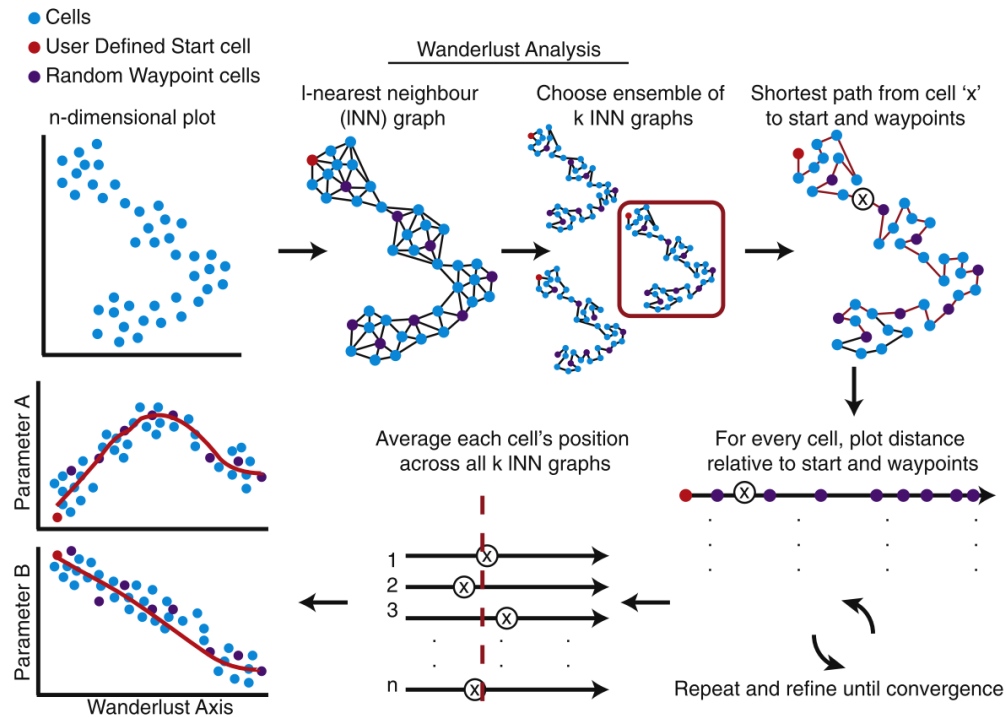 Cells
User Defined Start cell
Random Waypoint cells
Wanderlust Analysis
n-dimensional plot
l-nearest neighbour
(lNN) graph
Choose ensemble of
k lNN graphs
Shortest path from cell ‘x’
to start and waypoints
X
Parameter A
Average each cell’s position
across all k lNN graphs
For every cell, plot distance
relative to start and waypoints
X
Parameter B
1
X
2
X
3
X
n
X
Wanderlust Axis
Repeat and refine until convergence